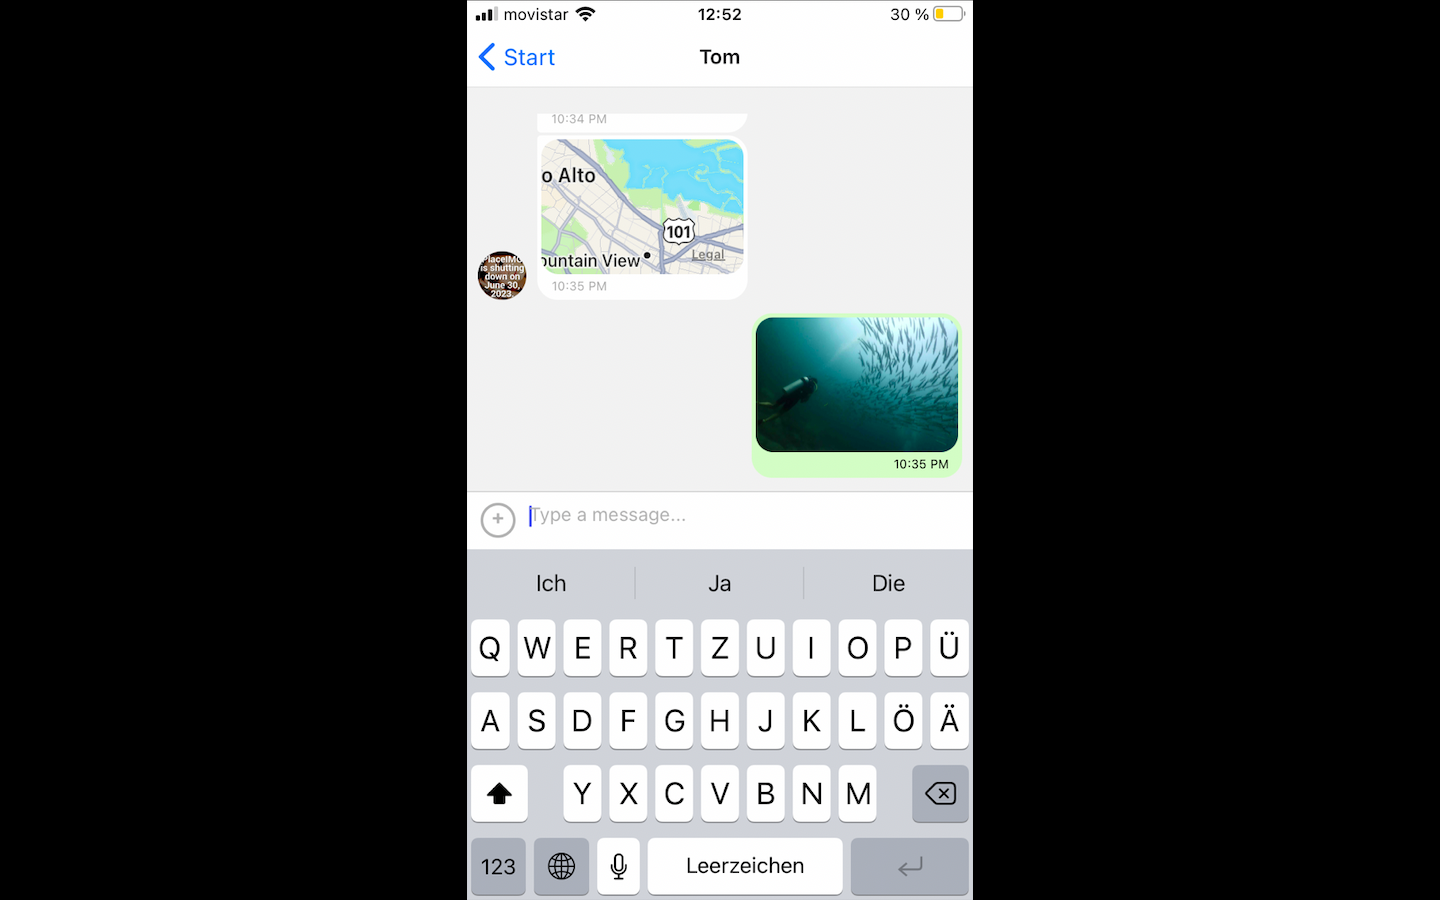 movistar 12:52 30 %
Start Tom
10:34 PM
o Alto
101
ountain View
Legal
PlaceIMG
is shutting
down on
June 30,
2023
10:35 PM
10:35 PM
+ Type a message...
Ich Ja Die
Q W E R T Z U I O P Ü
A S D F G H J K L Ö Ä
Y X C V B N M
123 Leerzeichen